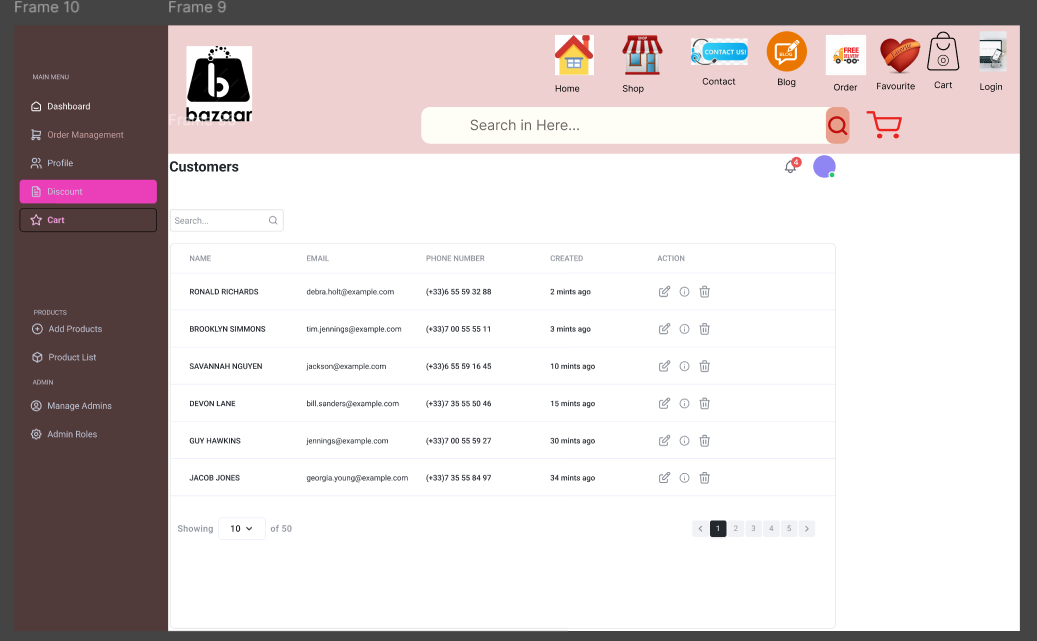 Frame 10
Frame 9
MAIN MENU
Dashboard
Order Management
Profile
Discount
Cart
PRODUCTS
Add Products
Product List
ADMIN
Manage Admins
Admin Roles
b
bazaar
Home
SHOP
Shop
CONTACT US!
Contact
BLOG
Blog
FREE
Order
Favourite
Cart
Login
Search in Here...
Customers
4
Search...
NAME EMAIL PHONE NUMBER CREATED ACTION
RONALD RICHARDS debra.holt@example.com (+33)6 55 59 32 88 2 mints ago
BROOKLYN SIMMONS tim.jennings@example.com (+33)7 00 55 55 11 3 mints ago
SAVANNAH NGUYEN jackson@example.com (+33)6 55 59 16 45 10 mints ago
DEVON LANE bill.sanders@example.com (+33)7 35 55 50 46 15 mints ago
GUY HAWKINS jennings@example.com (+33)7 00 55 59 27 30 mints ago
JACOB JONES georgia.young@example.com (+33)7 35 55 84 97 34 mints ago
Showing 10 of 50
1 2 3 4 5